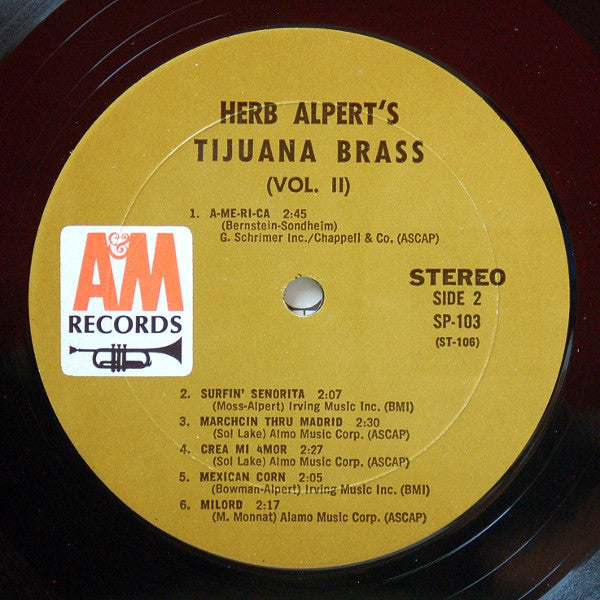 HERB ALPERT'S
TIJUANA BRASS
(VOL. II)
1. A-ME-RI-CA 2:45
(Bernstein-Sondheim)
G. Schrimer Inc./Chappell & Co. (ASCAP)
A&M
RECORDS
STEREO
SIDE 2
SP-103
(ST-106)
2. SURFIN' SENORITA 2:07
(Moss-Alpert) Irving Music Inc. (BMI)
3. MARCHCIN THRU MADRID 2:30
(Sol Lake) Almo Music Corp. (ASCAP)
4. CREA MI AMOR 2:27
(Sol Lake) Almo Music Corp. (ASCAP)
5. MEXICAN CORN 2:05
(Bowman-Alpert) Irving Music Inc. (BMI)
6. MILORD 2:17
(M. Monnat) Alamo Music Corp. (ASCAP)